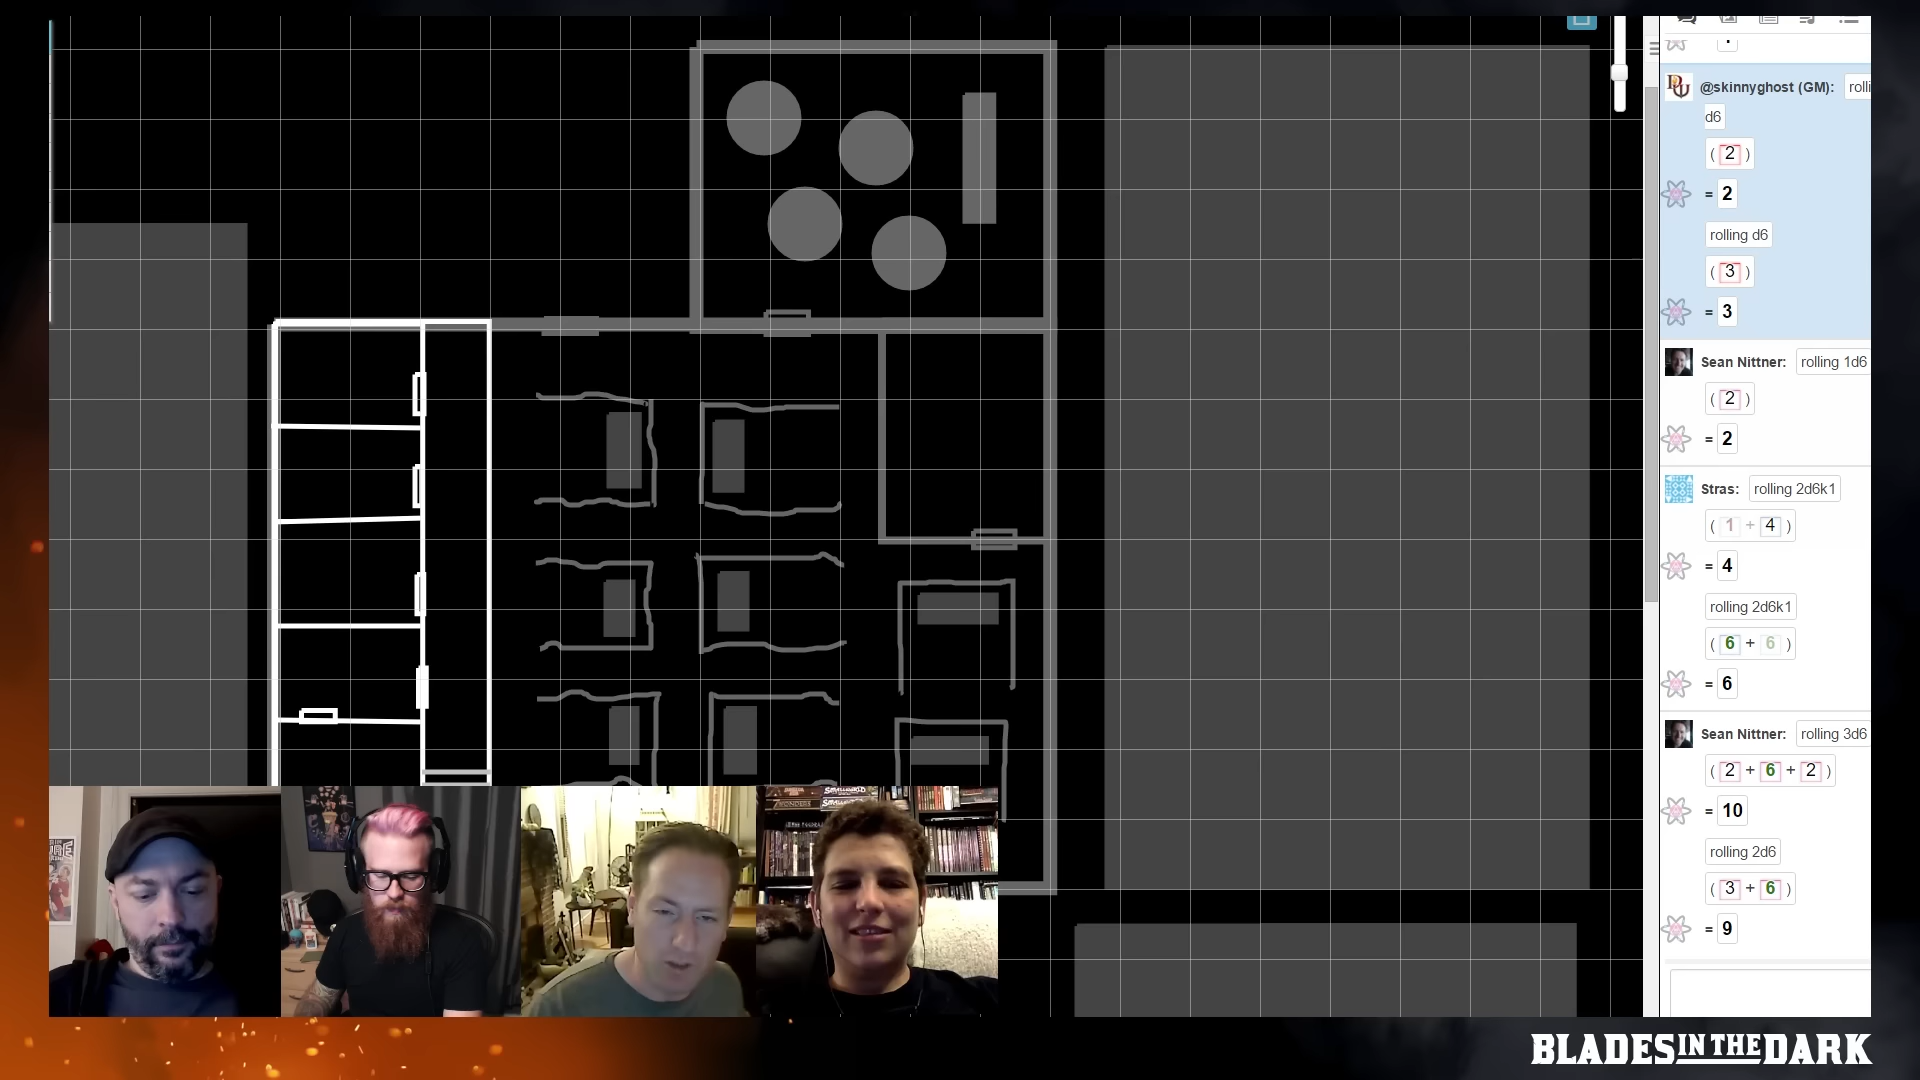 @skinnyghost (GM): rolli
d6
( 2 )
= 2
rolling d6
( 3 )
= 3
Sean Nittner: rolling 1d6
( 2 )
= 2
Stras: rolling 2d6k1
( 1 + 4 )
= 4
rolling 2d6k1
( 6 + 6 )
= 6
Sean Nittner: rolling 3d6
( 2 + 6 + 2 )
= 10
rolling 2d6
( 3 + 6 )
= 9
BLADES IN THE DARK